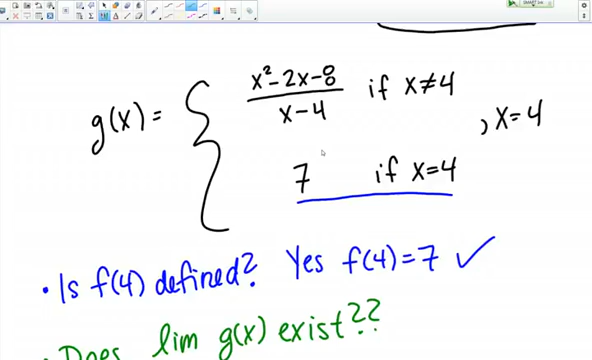 g(x) = { x² - 2x - 8 / x - 4 if x ≠ 4
, x = 4
7 if x = 4
• Is f(4) defined? Yes f(4) = 7 ✓
• Does lim g(x) exist??